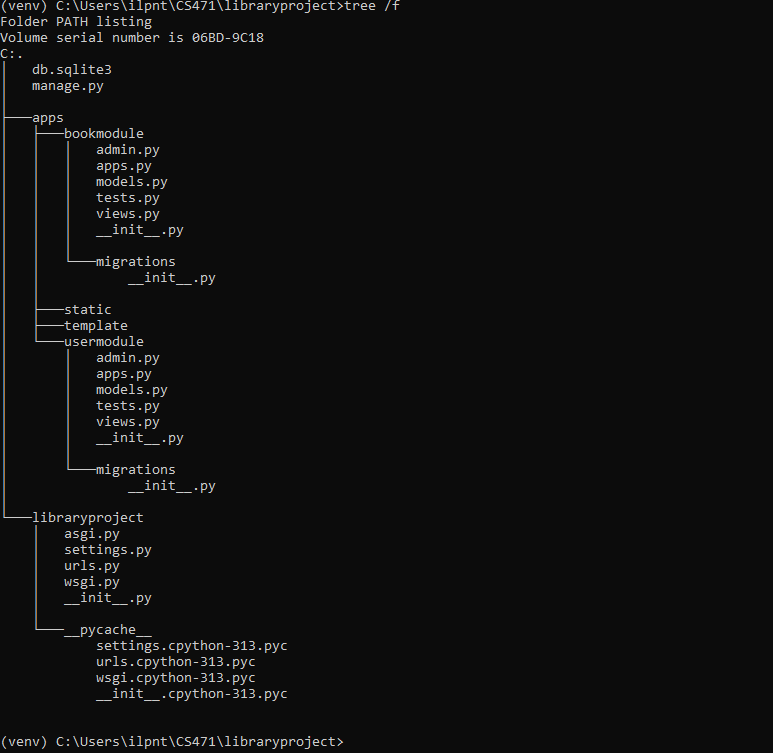 (venv) C:\Users\ilpnt\CS471\libraryproject>tree /f
Folder PATH listing
Volume serial number is 06BD-9C18
C:.
│   db.sqlite3
│   manage.py
│
├───apps
│   ├───bookmodule
│   │   │   admin.py
│   │   │   apps.py
│   │   │   models.py
│   │   │   tests.py
│   │   │   views.py
│   │   │   __init__.py
│   │   │
│   │   └───migrations
│   │           __init__.py
│   │
│   ├───static
│   ├───template
│   └───usermodule
│       │   admin.py
│       │   apps.py
│       │   models.py
│       │   tests.py
│       │   views.py
│       │   __init__.py
│       │
│       └───migrations
│               __init__.py
│
└───libraryproject
    │   asgi.py
    │   settings.py
    │   urls.py
    │   wsgi.py
    │   __init__.py
    │
    └───__pycache__
            settings.cpython-313.pyc
            urls.cpython-313.pyc
            wsgi.cpython-313.pyc
            __init__.cpython-313.pyc

(venv) C:\Users\ilpnt\CS471\libraryproject>